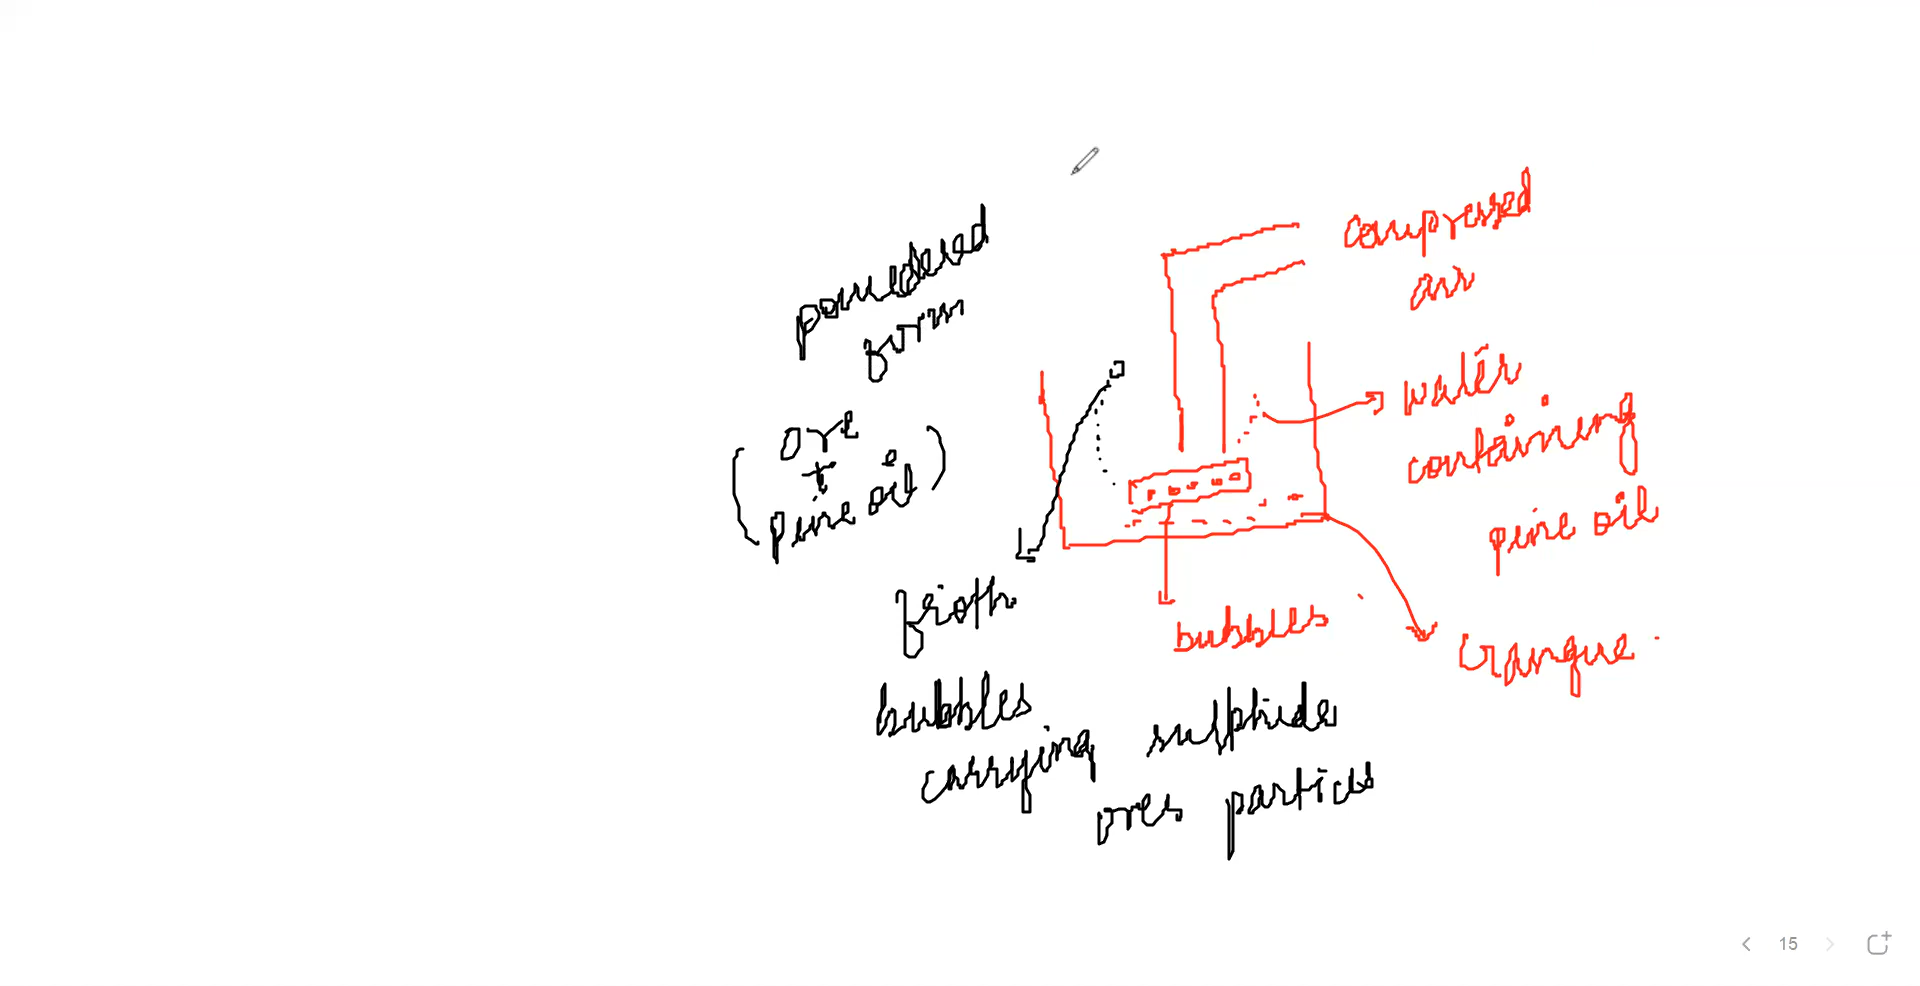 powedered
form
ore
+
pine oil
froth
bubbles
carrying sulphide
ores particles
compressed
air
water
containing
pine oil
bubbles
Gangue
15